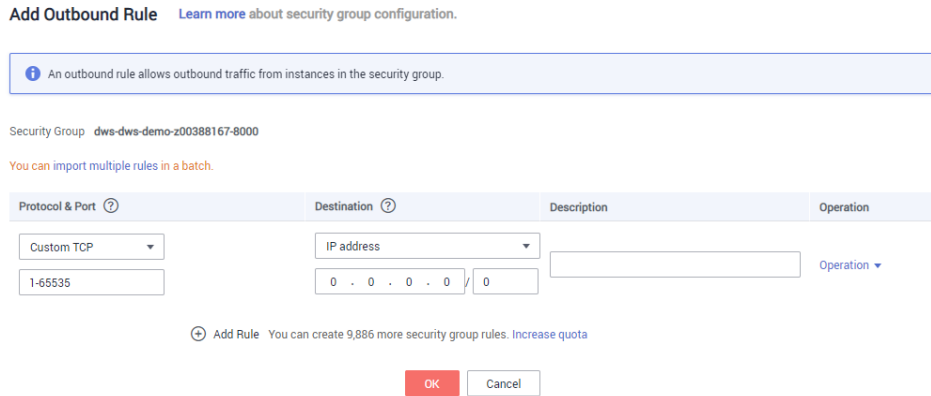 Add Outbound Rule Learn more about security group configuration.
An outbound rule allows outbound traffic from instances in the security group.
Security Group dws-dws-demo-z00388167-8000
You can import multiple rules in a batch.
Protocol & Port Destination Description Operation
Custom TCP IP address
Operation
1-65535 0 . 0 . 0 . 0 / 0
Add Rule You can create 9,886 more security group rules. Increase quota
OK Cancel